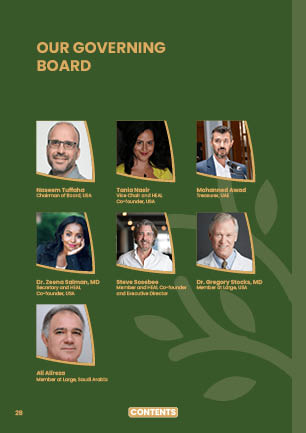 OUR GOVERNING
BOARD
Naseem Tuffaha
Chairman of Board, USA
Tania Nasir
Vice Chair and HEAL
Co-founder, USA
Mohanned Awad
Treasurer, UAE
Dr. Zeena Salman, MD
Secretary and HEAL
Co-founder, USA
Steve Sosebee
Member and HEAL Co-founder
and Executive Director
Dr. Gregory Stocks, MD
Member at Large, USA
Ali Alireza
Member at Large, Saudi Arabia
28
CONTENTS